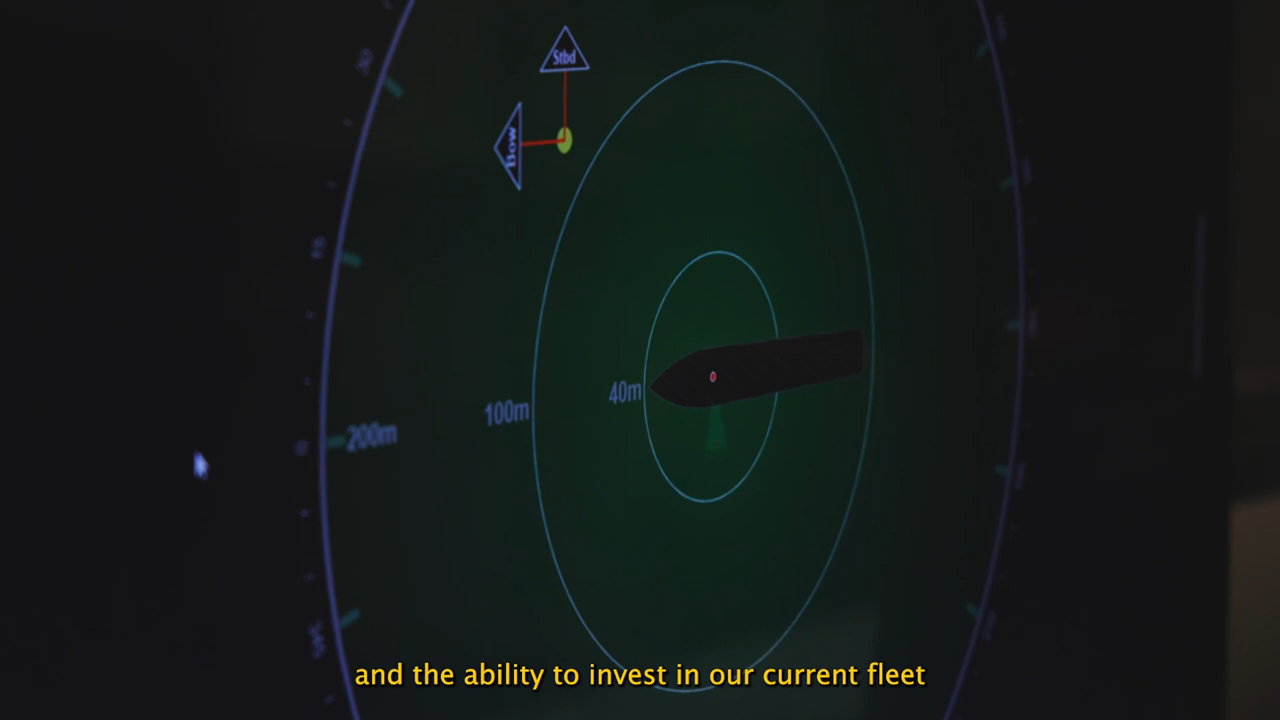 Stbd
Bow
40m
100m
200m
and the ability to invest in our current fleet